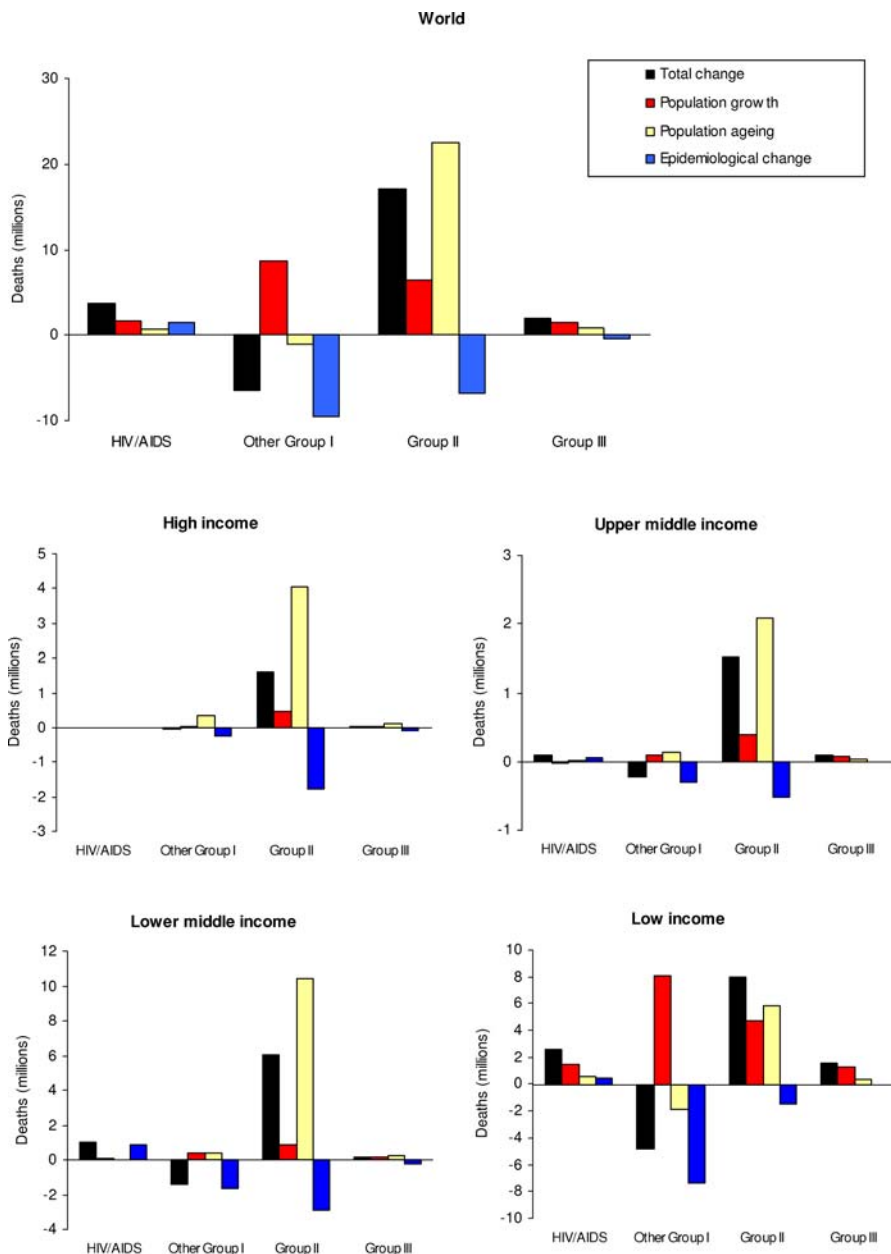 World
Total change
Population growth
Population ageing
Epidemiological change
Deaths (millions)
30
20
10
0
-10
HIV/AIDS Other Group I Group II Group III
High income
Deaths (millions)
5
4
3
2
1
0
-1
-2
-3
HIV/AIDS Other Group I Group II Group III
Upper middle income
Deaths (millions)
3
2
1
0
-1
HIV/AIDS Other Group I Group II Group III
Lower middle income
Deaths (millions)
12
10
8
6
4
2
0
-2
-4
HIV/AIDS Other Group I Group II Group III
Low income
Deaths (millions)
10
8
6
4
2
0
-2
-4
-6
-8
-10
HIV/AIDS Other Group I Group II Group III